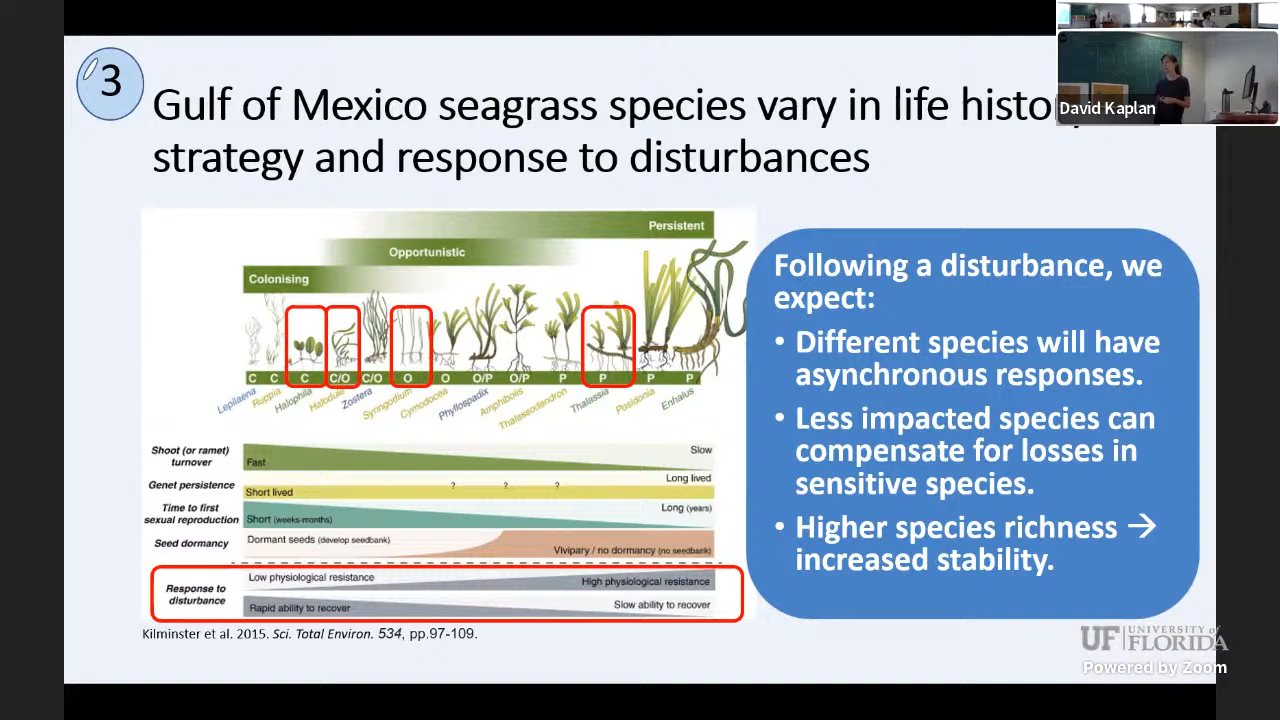 3
Gulf of Mexico seagrass species vary in life histo
strategy and response to disturbances
David Kaplan
Persistent
Opportunistic
Colonising
C C C C/O C/O O O O/P O/P P P P P
Lepilaena Ruppia Halophila Halodule Zostera Syringodium Cymodocea Phyllospadix Amphibolis Thalassodendron Thalassia Posidonia Enhalus
Shoot (or ramet)
turnover
Fast
Slow
Genet persistence
Short lived
? ? ?
Long lived
Time to first
sexual reproduction
Short (weeks-months)
Long (years)
Seed dormancy
Dormant seeds (develop seedbank)
Vivipary / no dormancy (no seedbank)
Response to
disturbance
Low physiological resistance
High physiological resistance
Rapid ability to recover
Slow ability to recover
Kilminster et al. 2015. Sci. Total Environ. 534, pp.97-109.
Following a disturbance, we
expect:
• Different species will have
asynchronous responses.
• Less impacted species can
compensate for losses in
sensitive species.
• Higher species richness →
increased stability.
UF UNIVERSITY of
FLORIDA
Powered by Zoom